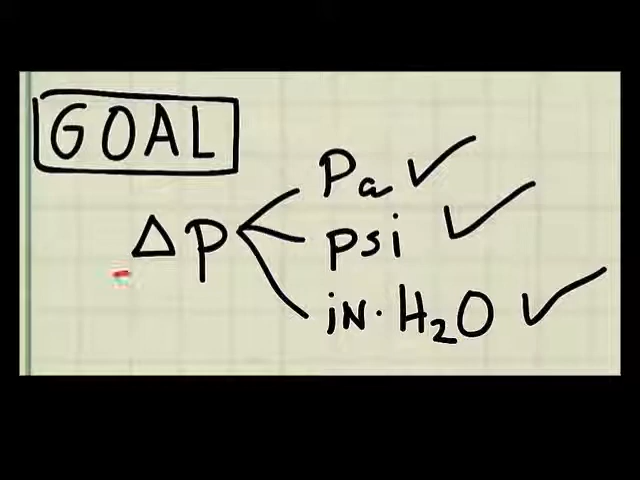 GOAL
Pa ✓
Δp psi ✓
iN. H₂O ✓